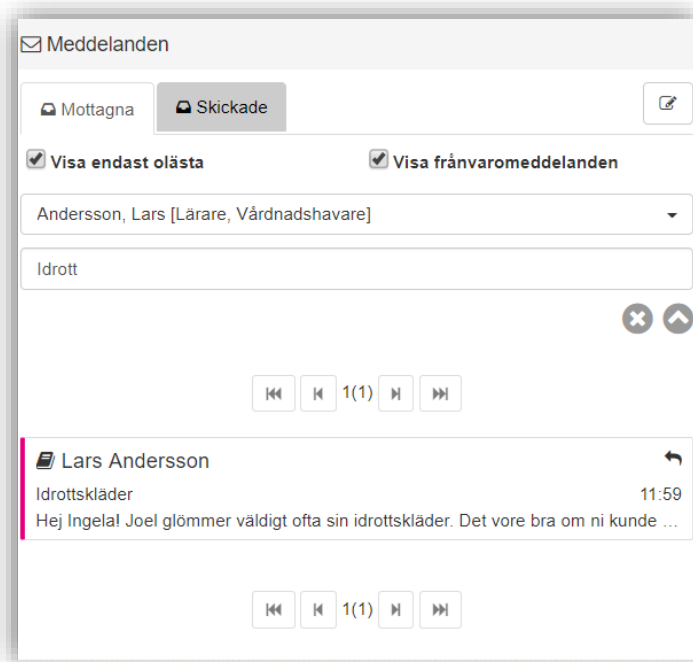 Meddelanden
Mottagna Skickade
Visa endast olästa Visa frånvaromeddelanden
Andersson, Lars [Lärare, Vårdnadshavare]
Idrott
1(1)
Lars Andersson
Idrottskläder 11:59
Hej Ingela! Joel glömmer väldigt ofta sin idrottskläder. Det vore bra om ni kunde ...
1(1)